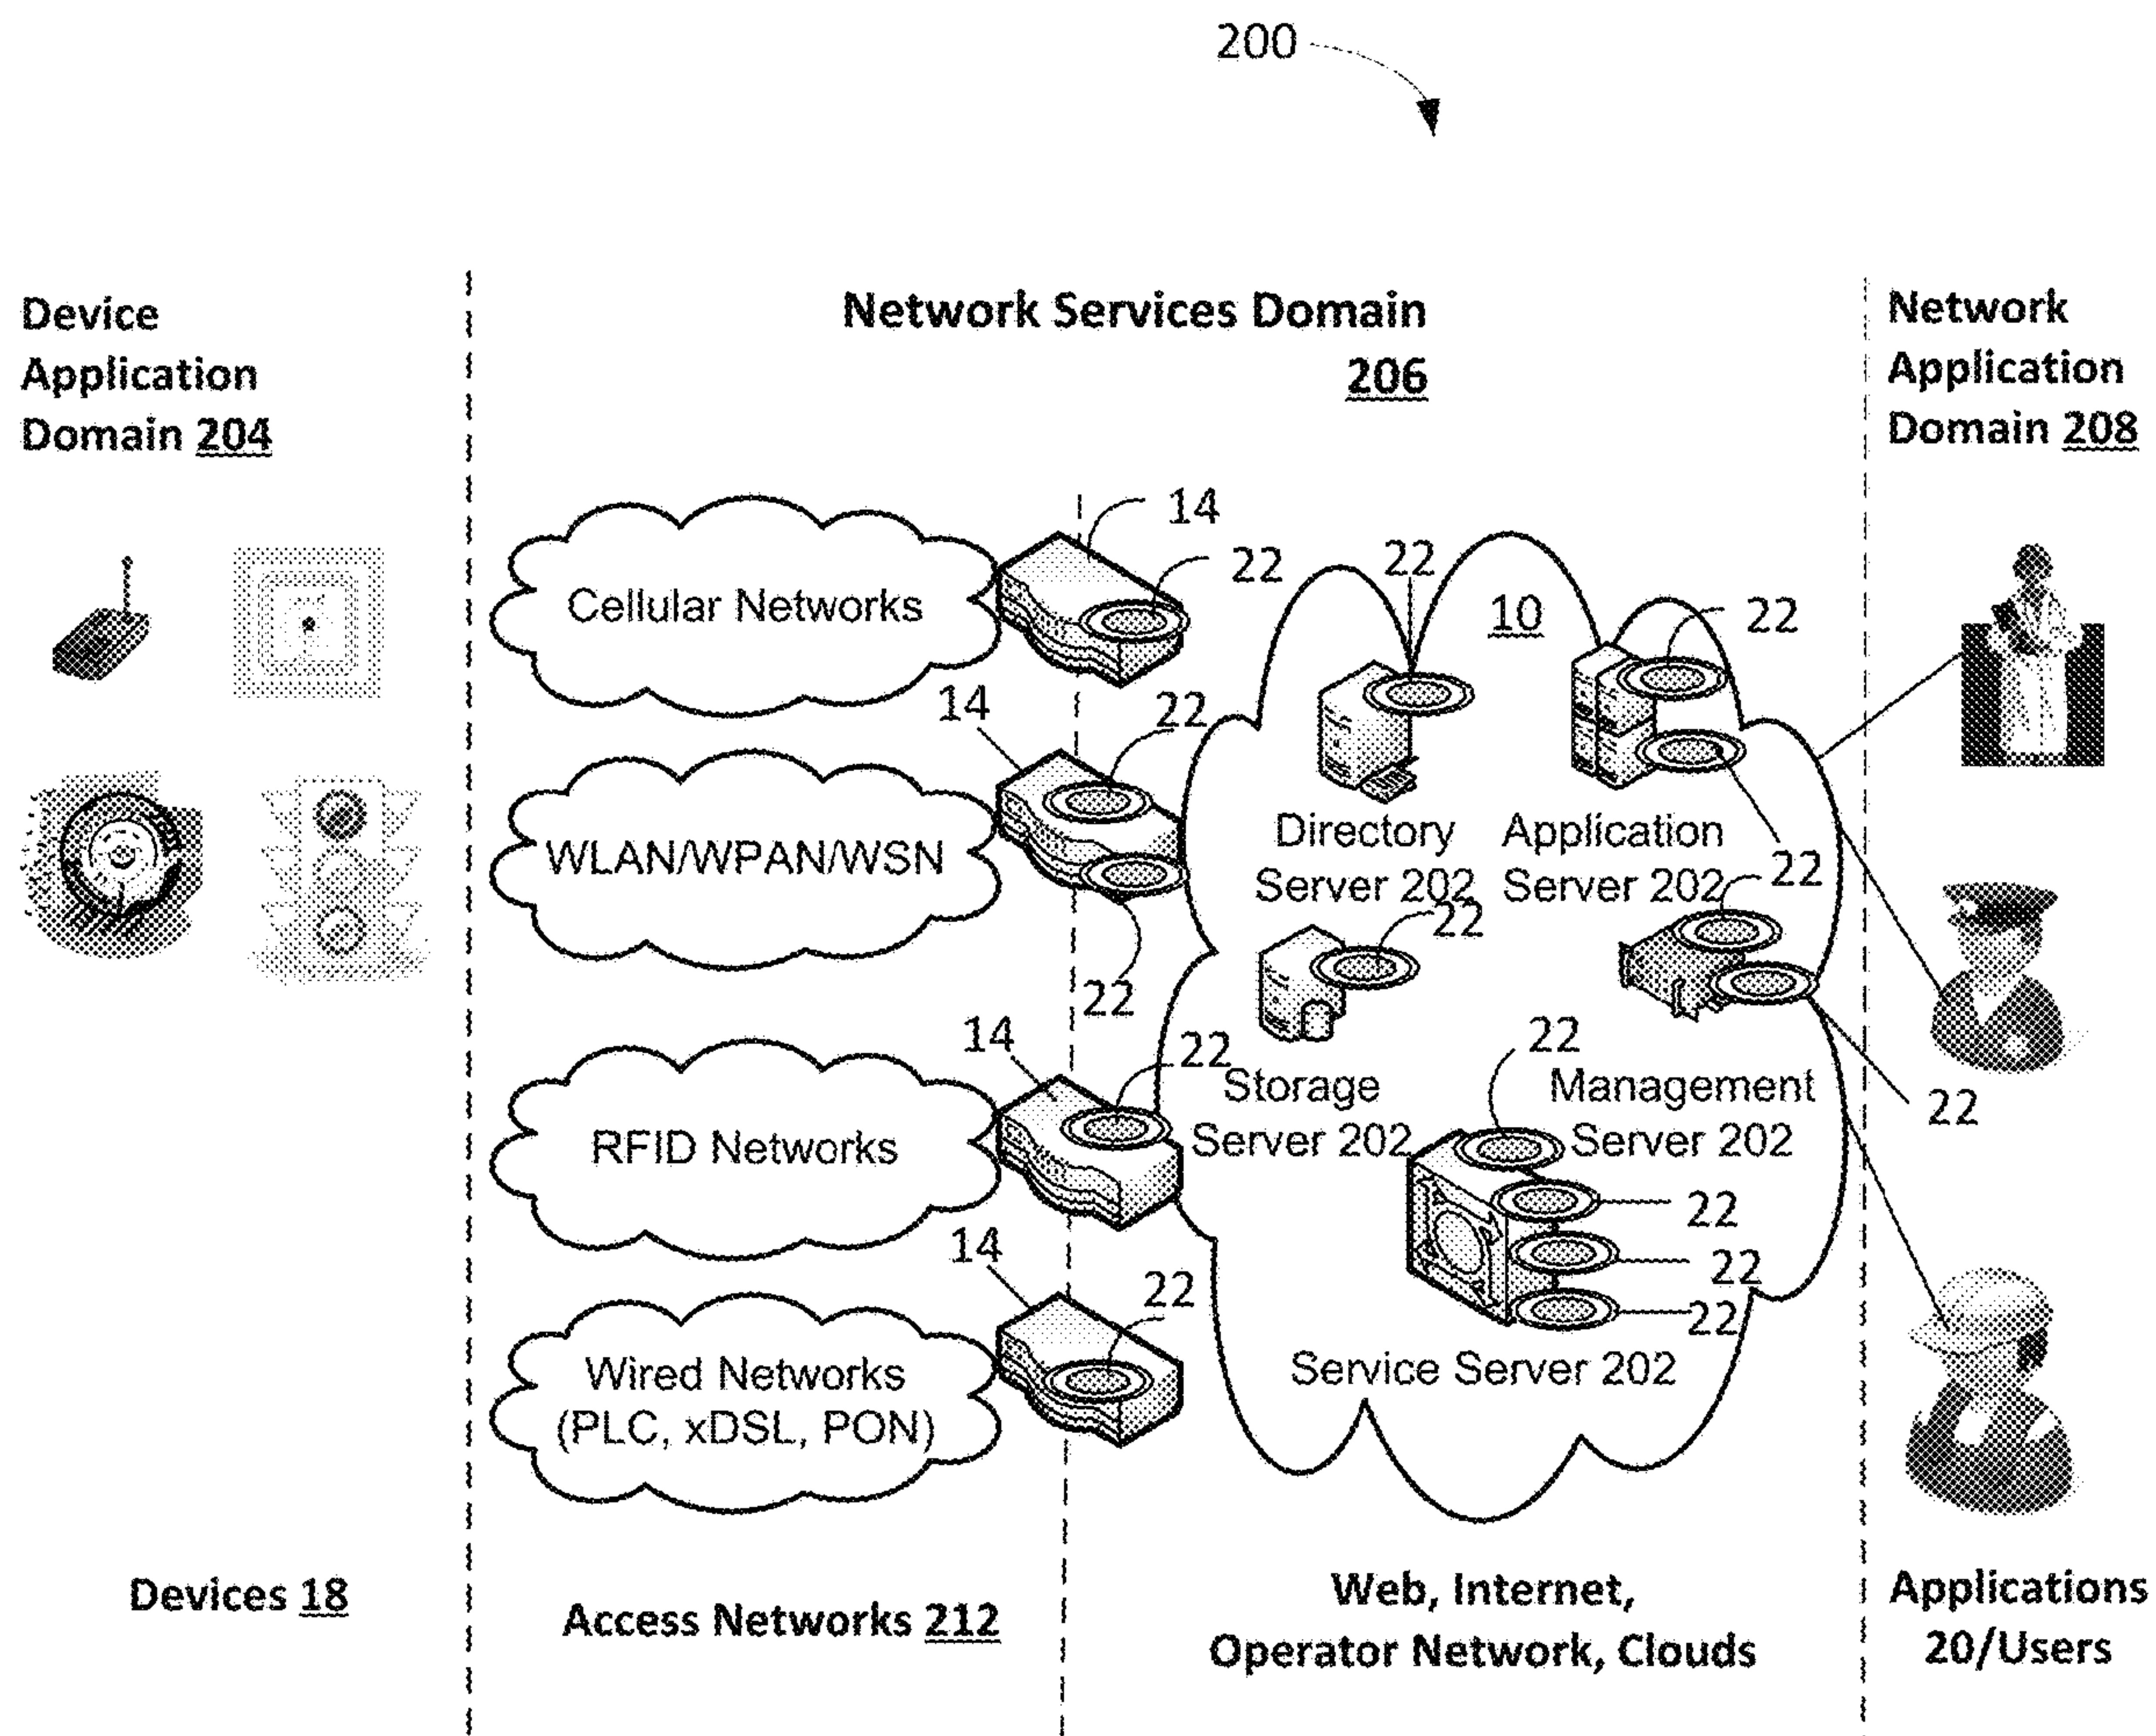 200
Device
Application
Domain 204
Network Services Domain
206
Network
Application
Domain 208
Cellular Networks
14
22
22
10
22
14
22
WLAN/WPAN/WSN
22
Directory
Server 202
Application
Server 202
22
22
14
22
RFID Networks
Storage
Server 202
22
Management
Server 202
22
22
22
22
14
22
Wired Networks
(PLC, xDSL, PON)
Service Server 202
Devices 18
Access Networks 212
Web, Internet,
Operator Network, Clouds
Applications
20/Users